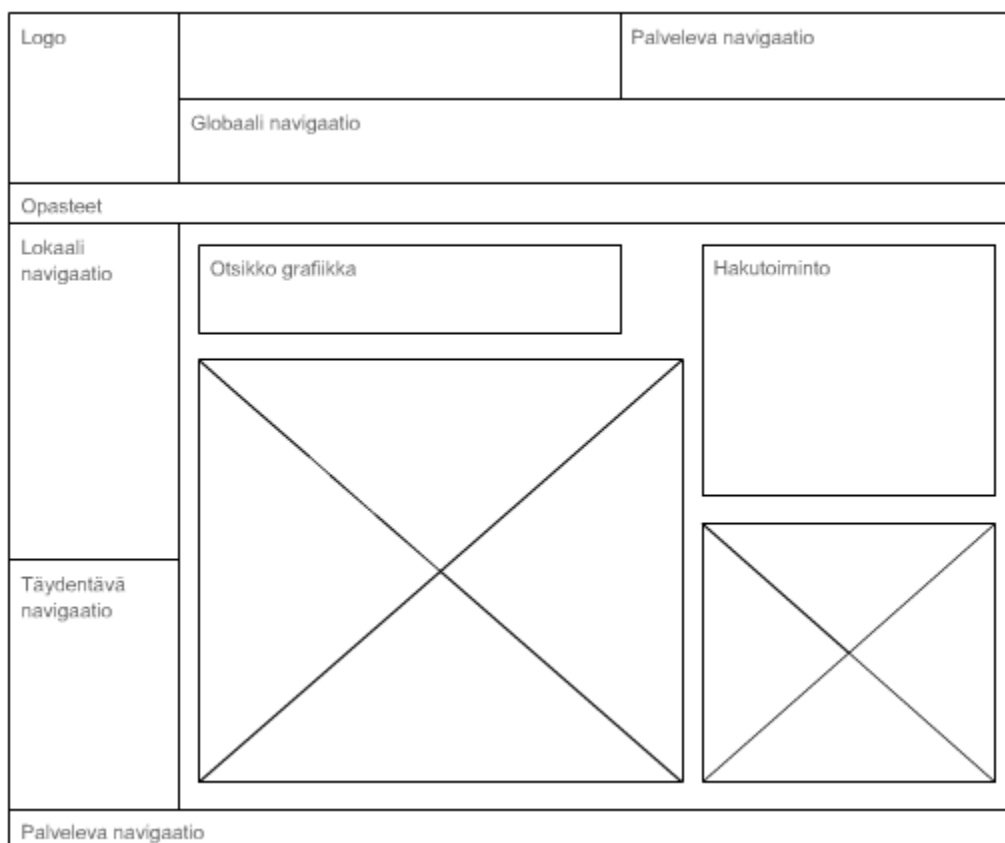 Logo
Palveleva navigaatio
Globaali navigaatio
Opasteet
Lokaali
navigaatio
Otsikko grafiikka
Hakutoiminto
Täydentävä
navigaatio
Palveleva navigaatio